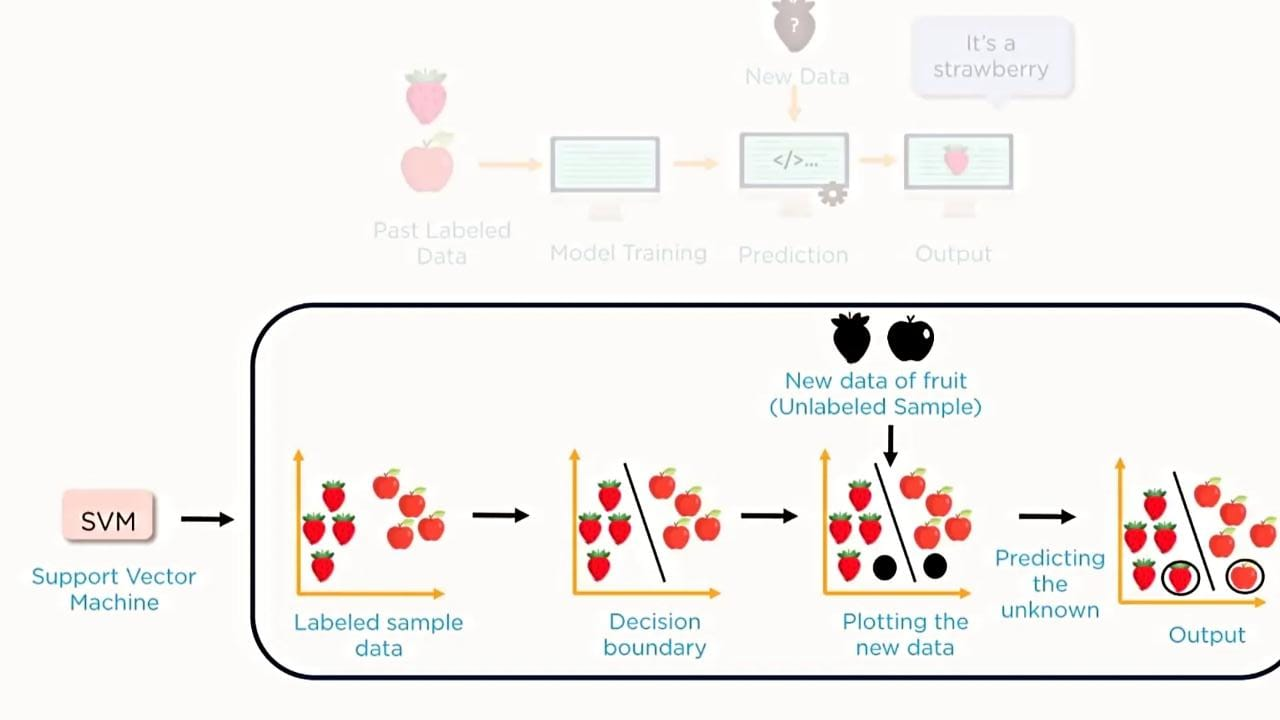 ?
New Data
It's a
strawberry
</>...
Past Labeled
Data
Model Training
Prediction
Output
New data of fruit
(Unlabeled Sample)
SVM
Support Vector
Machine
Labeled sample
data
Decision
boundary
Plotting the
new data
Predicting
the
unknown
Output